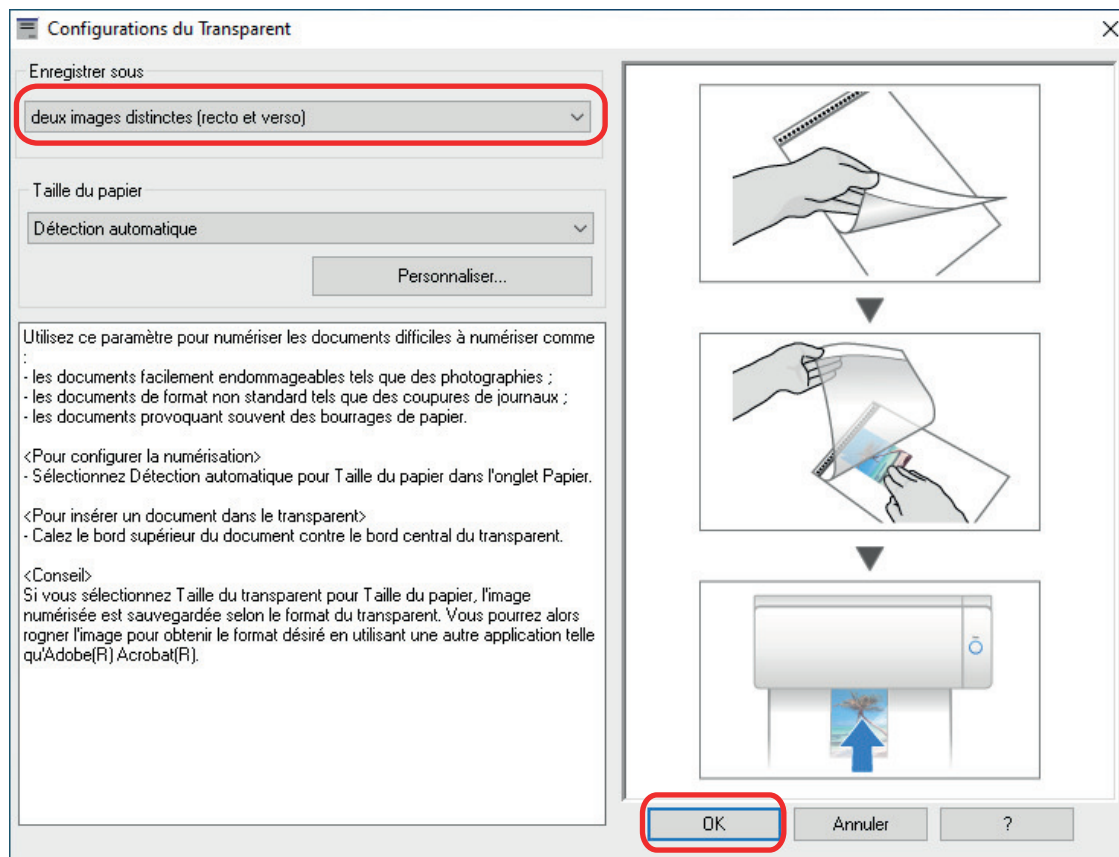 Configurations du Transparent
Enregistrer sous
deux images distinctes (recto et verso)
Taille du papier
Détection automatique
Personnaliser...
Utilisez ce paramètre pour numériser les documents difficiles à numériser comme
:
- les documents facilement endommageables tels que des photographies ;
- les documents de format non standard tels que des coupures de journaux ;
- les documents provoquant souvent des bourrages de papier.
<Pour configurer la numérisation>
- Sélectionnez Détection automatique pour Taille du papier dans l'onglet Papier.
<Pour insérer un document dans le transparent>
- Calez le bord supérieur du document contre le bord central du transparent.
<Conseil>
Si vous sélectionnez Taille du transparent pour Taille du papier, l'image
numérisée est sauvegardée selon le format du transparent. Vous pourrez alors
rogner l'image pour obtenir le format désiré en utilisant une autre application telle
qu'Adobe(R) Acrobat(R).
OK
Annuler
?